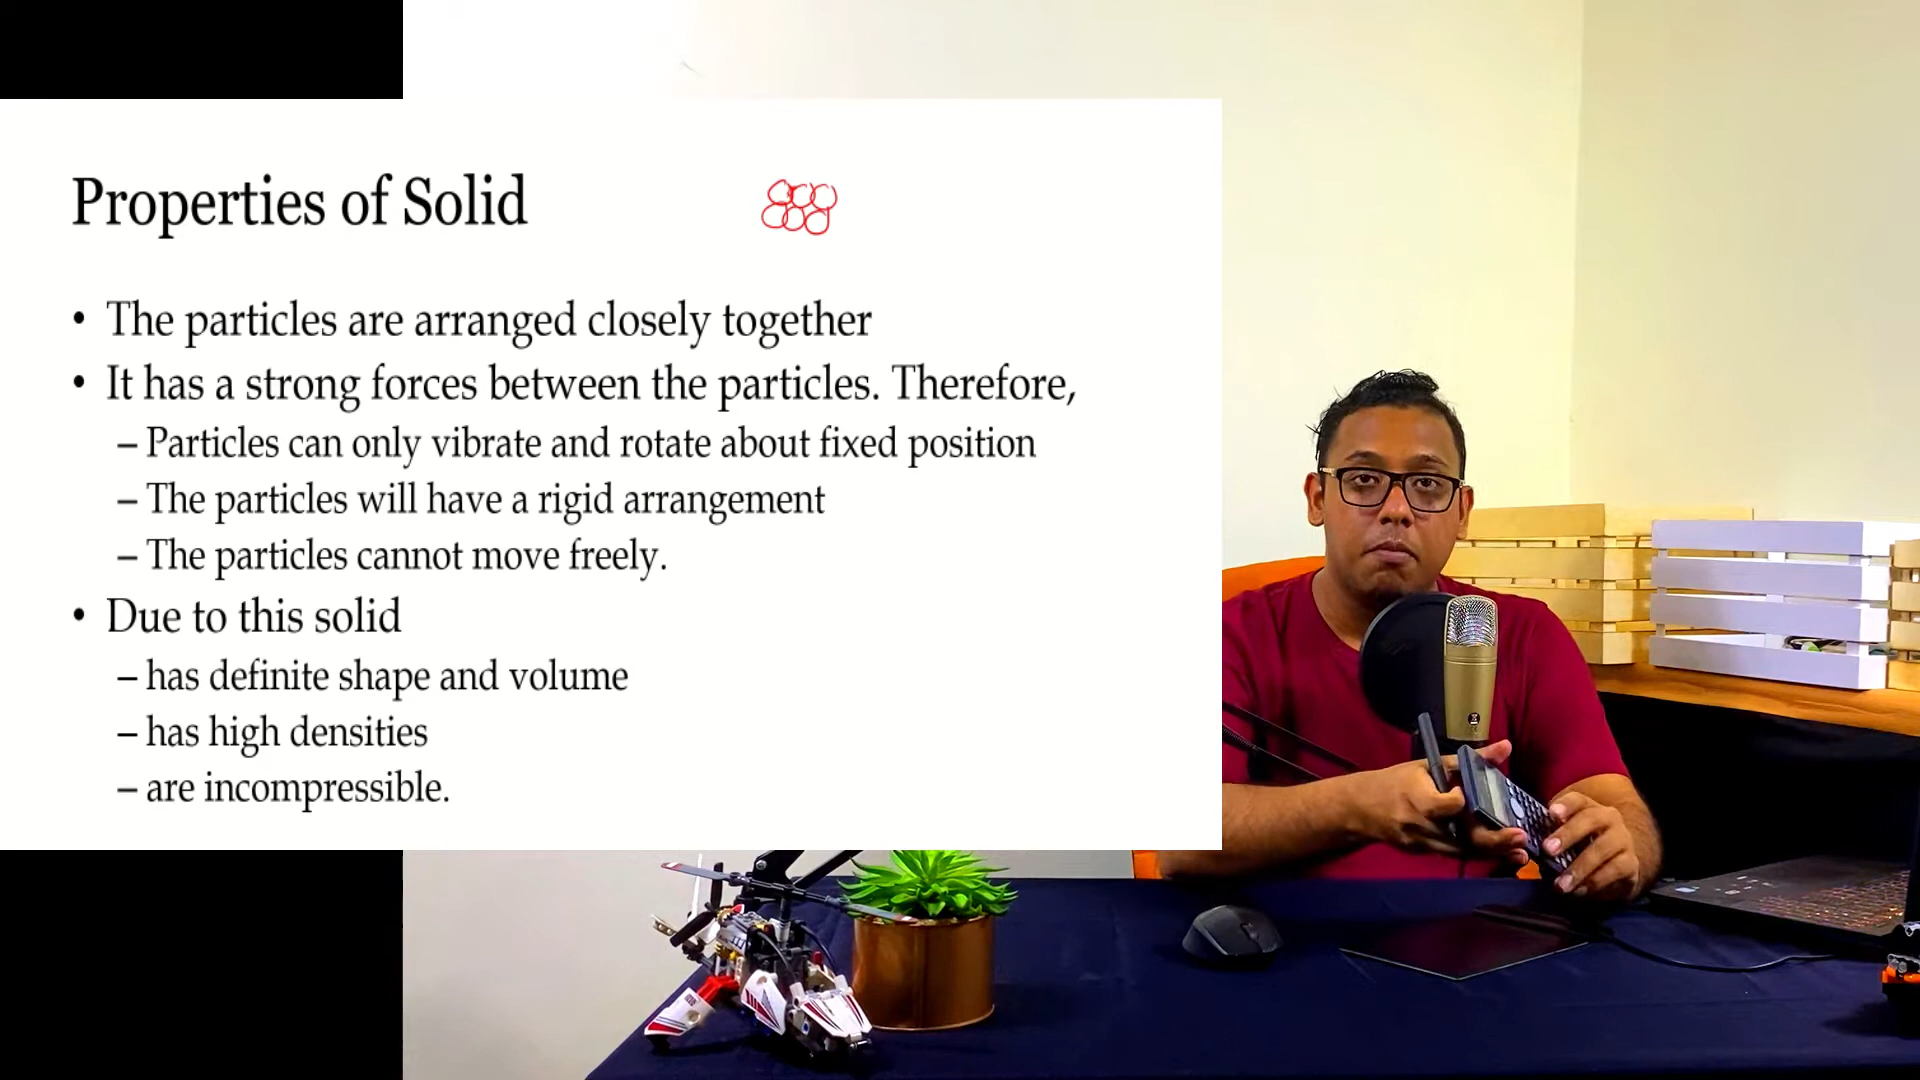 Properties of Solid
• The particles are arranged closely together
• It has a strong forces between the particles. Therefore,
– Particles can only vibrate and rotate about fixed position
– The particles will have a rigid arrangement
– The particles cannot move freely.
• Due to this solid
– has definite shape and volume
– has high densities
– are incompressible.